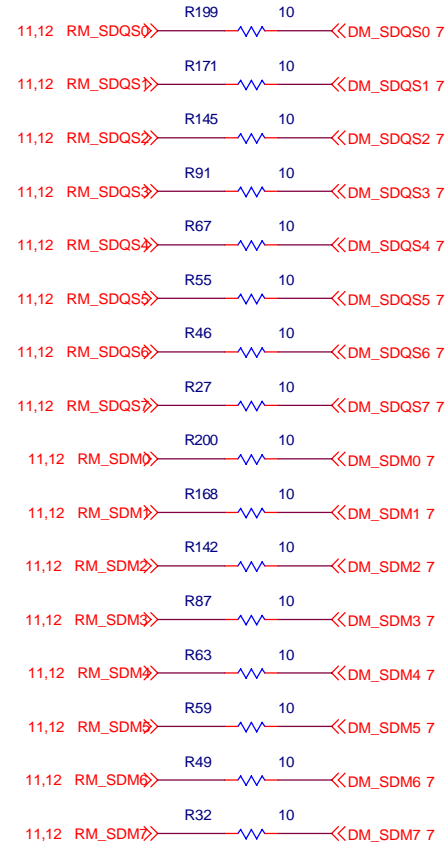 R199 10
11,12 RM_SDQS0 DM_SDQS0 7
R171 10
11,12 RM_SDQS1 DM_SDQS1 7
R145 10
11,12 RM_SDQS2 DM_SDQS2 7
R91 10
11,12 RM_SDQS3 DM_SDQS3 7
R67 10
11,12 RM_SDQS4 DM_SDQS4 7
R55 10
11,12 RM_SDQS5 DM_SDQS5 7
R46 10
11,12 RM_SDQS6 DM_SDQS6 7
R27 10
11,12 RM_SDQS7 DM_SDQS7 7
R200 10
11,12 RM_SDM0 DM_SDM0 7
R168 10
11,12 RM_SDM1 DM_SDM1 7
R142 10
11,12 RM_SDM2 DM_SDM2 7
R87 10
11,12 RM_SDM3 DM_SDM3 7
R63 10
11,12 RM_SDM4 DM_SDM4 7
R59 10
11,12 RM_SDM5 DM_SDM5 7
R49 10
11,12 RM_SDM6 DM_SDM6 7
R32 10
11,12 RM_SDM7 DM_SDM7 7